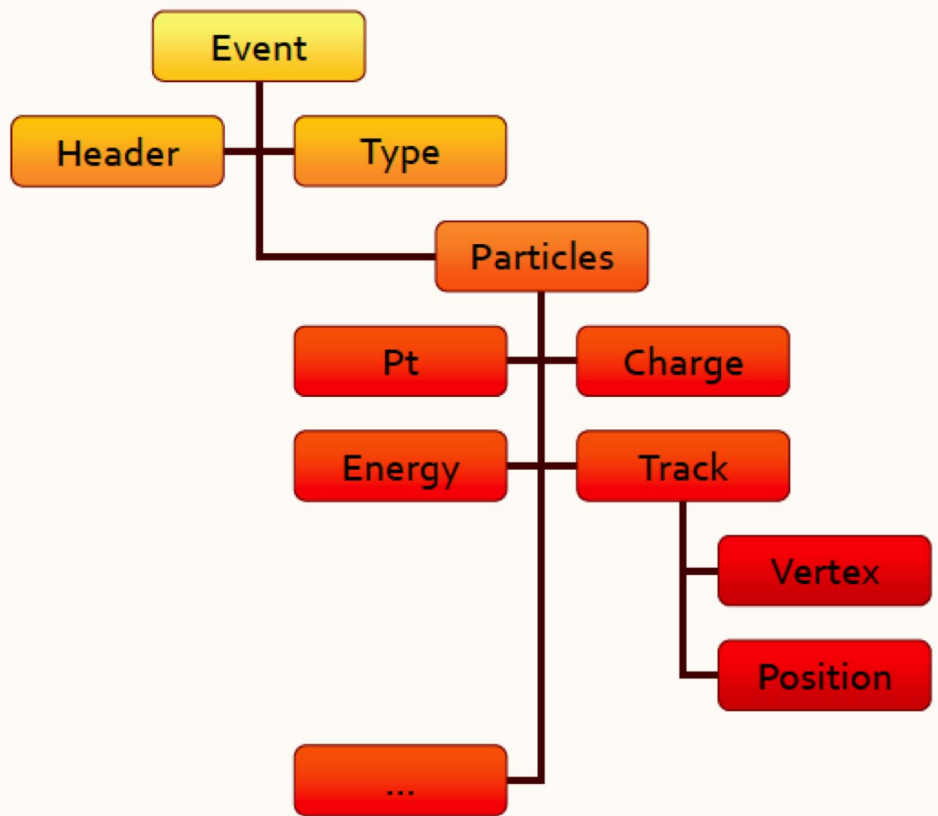 Event
Header
Type
Particles
Pt
Charge
Energy
Track
Vertex
Position
...